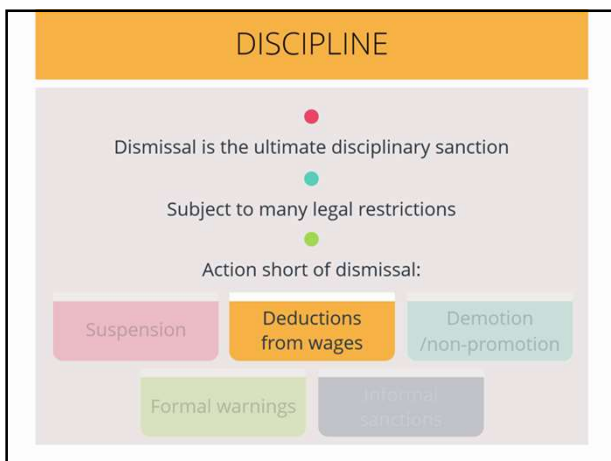 DISCIPLINE
Dismissal is the ultimate disciplinary sanction
Subject to many legal restrictions
Action short of dismissal:
Suspension
Deductions
from wages
Demotion
/non-promotion
Formal warnings
Informal
sanctions